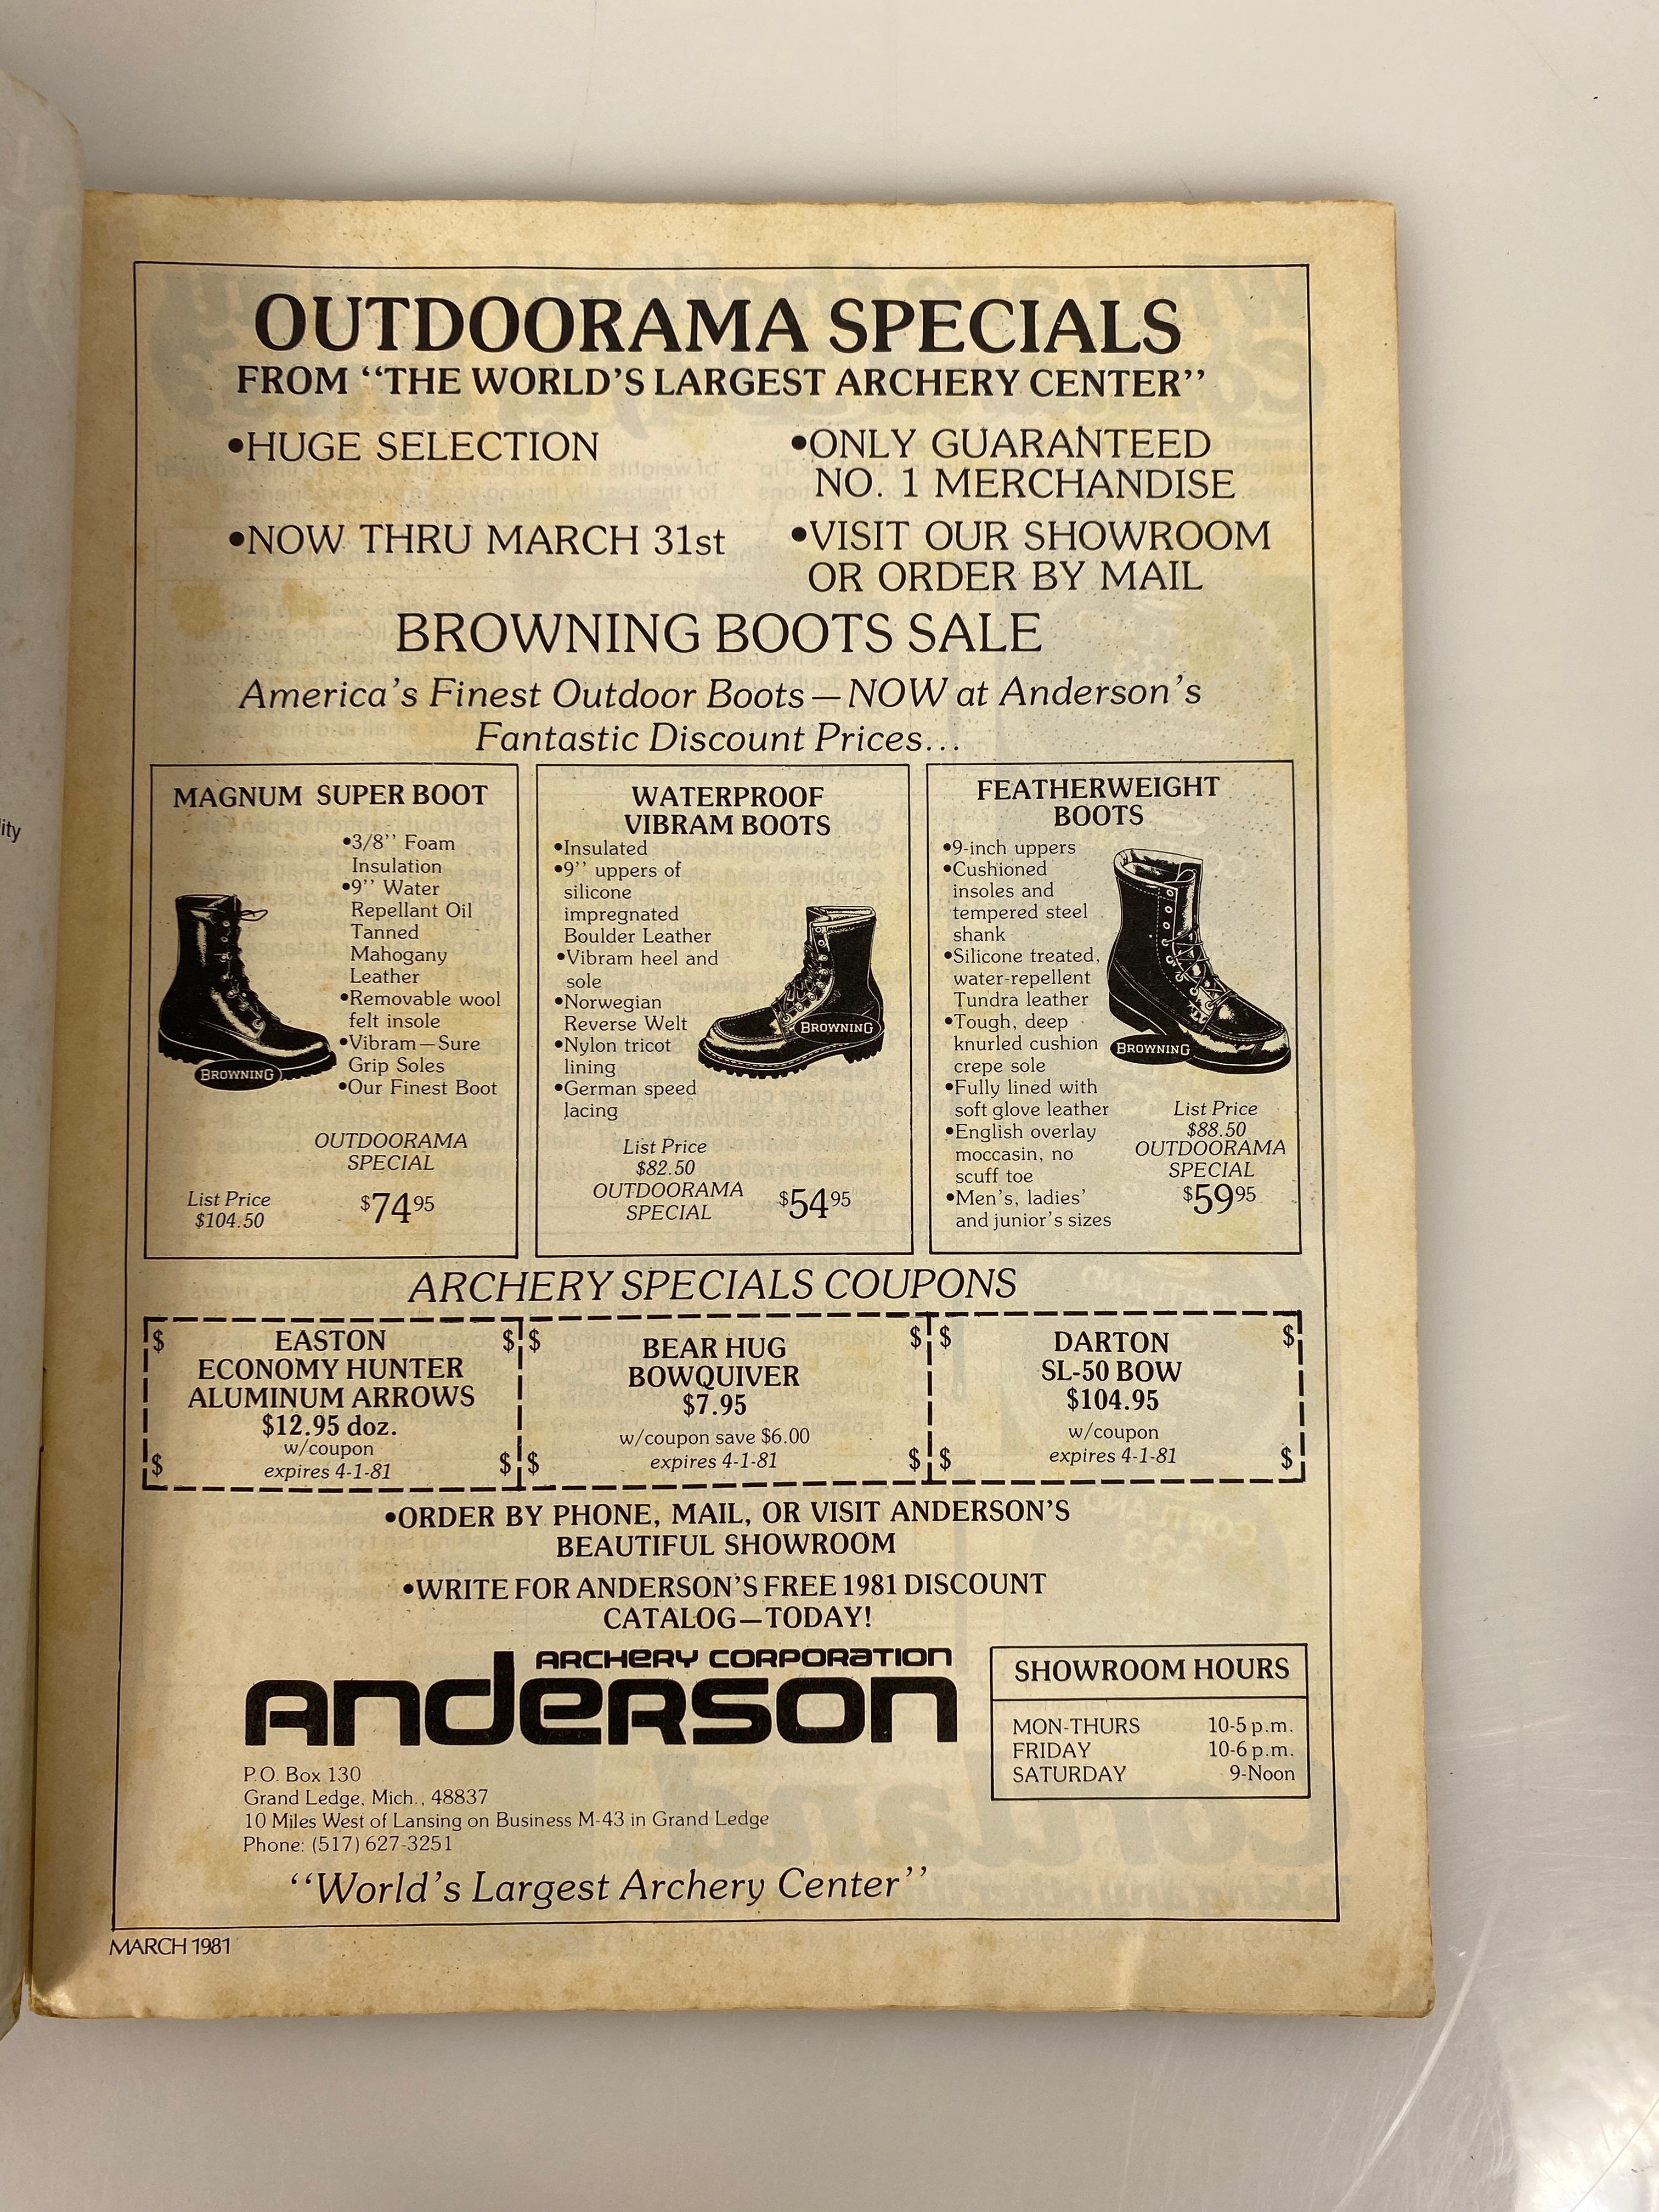 ity
OUTDOORAMA SPECIALS
FROM "THE WORLD'S LARGEST ARCHERY CENTER"
•HUGE SELECTION
•NOW THRU MARCH 31st
•ONLY GUARANTEED
NO. 1 MERCHANDISE
•VISIT OUR SHOWROOM
OR ORDER BY MAIL
BROWNING BOOTS SALE
America's Finest Outdoor Boots—NOW at Anderson's
Fantastic Discount Prices...
MAGNUM SUPER BOOT
•3/8'' Foam
Insulation
•9'' Water
Repellant Oil
Tanned
Mahogany
Leather
•Removable wool
felt insole
•Vibram—Sure
Grip Soles
•Our Finest Boot
BROWNING
OUTDOORAMA
SPECIAL
List Price
$104.50
$7495
WATERPROOF
VIBRAM BOOTS
•Insulated
•9'' uppers of
silicone
impregnated
Boulder Leather
•Vibram heel and
sole
•Norwegian
Reverse Welt
•Nylon tricot
lining
•German speed
lacing
BROWNING
List Price
$82.50
OUTDOORAMA
SPECIAL
$5495
FEATHERWEIGHT
BOOTS
•9-inch uppers
•Cushioned
insoles and
tempered steel
shank
•Silicone treated,
water-repellent
Tundra leather
•Tough, deep
knurled cushion
crepe sole
•Fully lined with
soft glove leather
•English overlay
moccasin, no
scuff toe
•Men's, ladies'
and junior's sizes
BROWNING
List Price
$88.50
OUTDOORAMA
SPECIAL
$5995
ARCHERY SPECIALS COUPONS
$ $
EASTON
ECONOMY HUNTER
ALUMINUM ARROWS
$12.95 doz.
w/coupon
expires 4-1-81
$ $
$ $
BEAR HUG
BOWQUIVER
$7.95
w/coupon save $6.00
expires 4-1-81
$ $
$ $
DARTON
SL-50 BOW
$104.95
w/coupon
expires 4-1-81
$ $
•ORDER BY PHONE, MAIL, OR VISIT ANDERSON'S
BEAUTIFUL SHOWROOM
•WRITE FOR ANDERSON'S FREE 1981 DISCOUNT
CATALOG—TODAY!
ARCHERY CORPORATION
anderson
P.O. Box 130
Grand Ledge, Mich., 48837
10 Miles West of Lansing on Business M-43 in Grand Ledge
Phone: (517) 627-3251
"World's Largest Archery Center"
SHOWROOM HOURS
MON-THURS 10-5 p.m.
FRIDAY 10-6 p.m.
SATURDAY 9-Noon
MARCH 1981